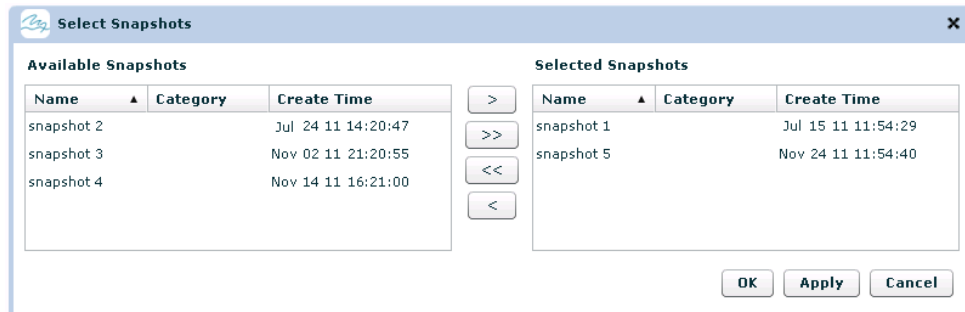 Select Snapshots
Available Snapshots
Name Category Create Time
snapshot 2 Jul 24 11 14:20:47
snapshot 3 Nov 02 11 21:20:55
snapshot 4 Nov 14 11 16:21:00
>
>>
<<
<
Selected Snapshots
Name Category Create Time
snapshot 1 Jul 15 11 11:54:29
snapshot 5 Nov 24 11 11:54:40
OK Apply Cancel